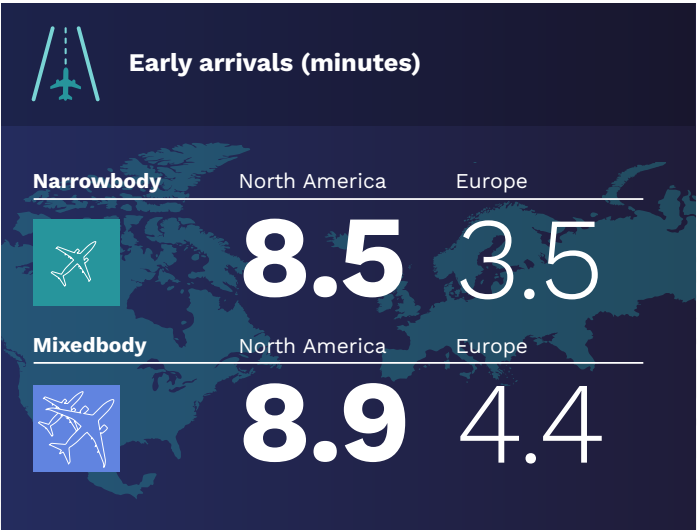 Early arrivals (minutes)
Narrowbody North America Europe
8.5 3.5
Mixedbody North America Europe
8.9 4.4